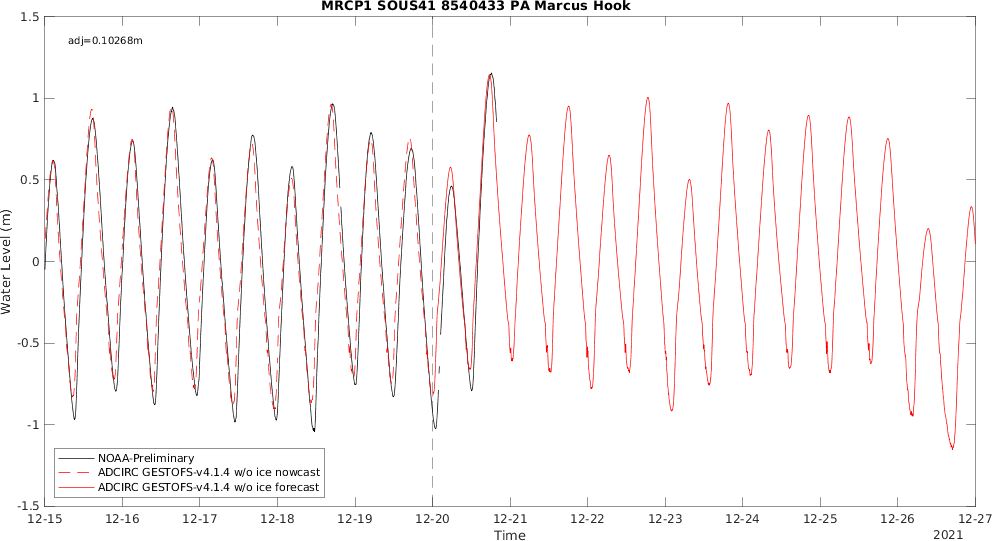 MRCP1 SOUS41 8540433 PA Marcus Hook
adj=0.10268m
Water Level (m)
1.5
1
0.5
0
-0.5
-1
-1.5
NOAA-Preliminary
ADCIRC GESTOFS-v4.1.4 w/o ice nowcast
ADCIRC GESTOFS-v4.1.4 w/o ice forecast
12-15 12-16 12-17 12-18 12-19 12-20 12-21 12-22 12-23 12-24 12-25 12-26 12-27
Time
2021